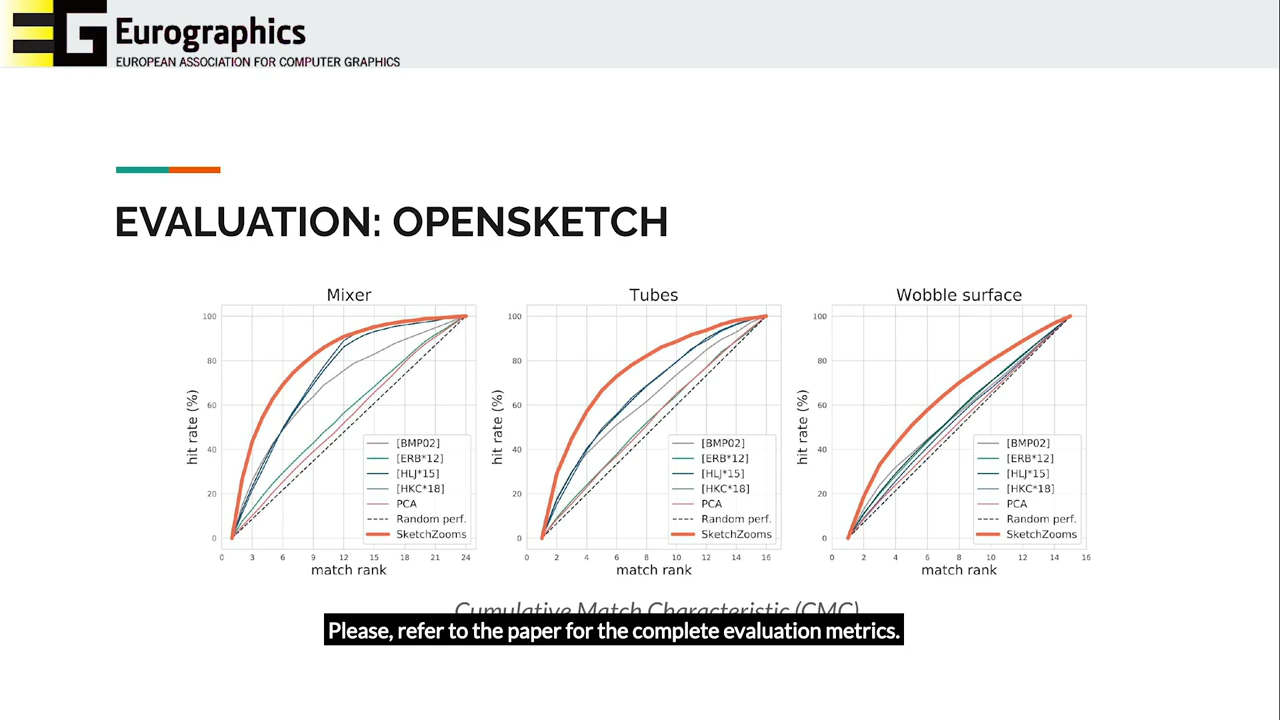 EG Eurographics
EUROPEAN ASSOCIATION FOR COMPUTER GRAPHICS
EVALUATION: OPENSKETCH
Mixer
100
80
60
40
20
0
hit rate (%)
[BMP02]
[ERB*12]
[HLJ*15]
[HKC*18]
PCA
Random perf.
SketchZooms
0 3 6 9 12 15 18 21 24
match rank
Tubes
100
80
60
40
20
0
hit rate (%)
[BMP02]
[ERB*12]
[HLJ*15]
[HKC*18]
PCA
Random perf.
SketchZooms
0 2 4 6 8 10 12 14 16
match rank
Wobble surface
100
80
60
40
20
0
hit rate (%)
[BMP02]
[ERB*12]
[HLJ*15]
[HKC*18]
PCA
Random perf.
SketchZooms
0 2 4 6 8 10 12 14 16
match rank
Cumulative Match Characteristic (CMC)
Please, refer to the paper for the complete evaluation metrics.